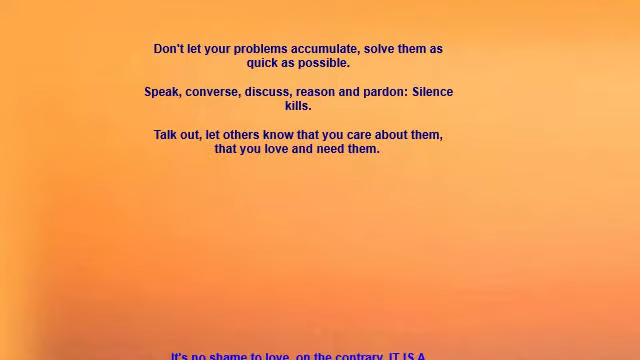 Don't let your problems accumulate, solve them as
quick as possible.
Speak, converse, discuss, reason and pardon: Silence
kills.
Talk out, let others know that you care about them,
that you love and need them.
It's no shame to love, on the contrary, IT IS A